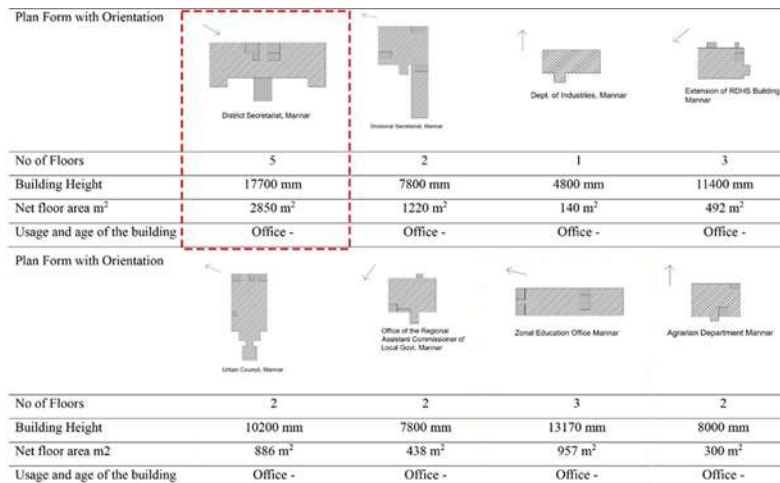 Plan Form with Orientation
District Secretariat, Mannar
Divisional Secretariat, Mannar
Dept. of Industries, Mannar
Extension of RDHS Building
Mannar
No of Floors 5 2 1 3
Building Height 17700 mm 7800 mm 4800 mm 11400 mm
Net floor area m² 2850 m² 1220 m² 140 m² 492 m²
Usage and age of the building Office - Office - Office - Office -
Plan Form with Orientation
Urban Council, Mannar
Office of the Regional
Assistant Commissioner of
Local Govt. Mannar
Zonal Education Office Mannar
Agrarian Department Mannar
No of Floors 2 2 3 2
Building Height 10200 mm 7800 mm 13170 mm 8000 mm
Net floor area m2 886 m² 438 m² 957 m² 300 m²
Usage and age of the building Office - Office - Office - Office -